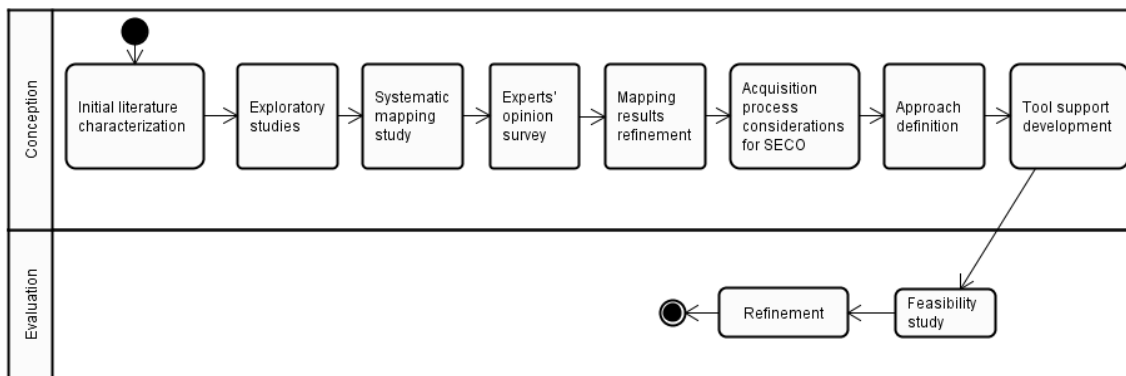 Conception
Initial literature
characterization
Exploratory
studies
Systematic
mapping
study
Experts'
opinion
survey
Mapping
results
refinement
Acquisition
process
considerations
for SECO
Approach
definition
Tool support
development
Evaluation
Refinement
Feasibility
study